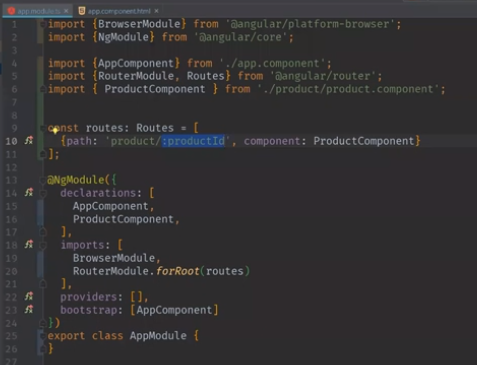 app.module.ts × app.component.html ×
1 import {BrowserModule} from '@angular/platform-browser';
2 import {NgModule} from '@angular/core';
3
4 import {AppComponent} from './app.component';
5 import {RouterModule, Routes} from '@angular/router';
6 import { ProductComponent } from './product/product.component';
7
8
9 const routes: Routes = [
10 {path: 'product/:productId', component: ProductComponent}
11 ];
12
13 @NgModule({
14 declarations: [
15 AppComponent,
16 ProductComponent,
17 ],
18 imports: [
19 BrowserModule,
20 RouterModule.forRoot(routes)
21 ],
22 providers: [],
23 bootstrap: [AppComponent]
24 })
25 export class AppModule {
26 }
27